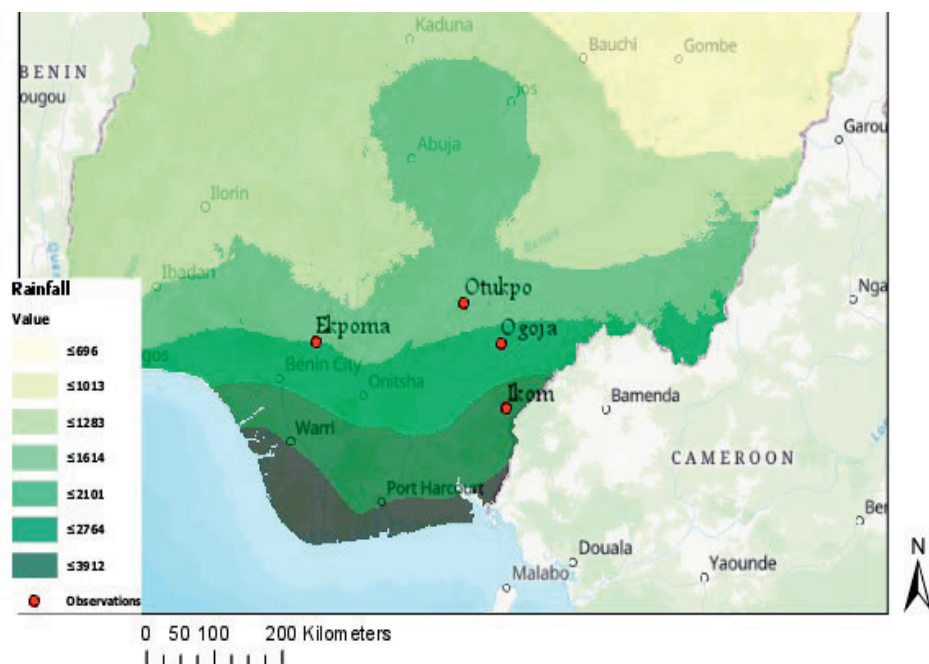 Kaduna
Bauchi
Gombe
BENIN
ougou
jos
Garou
Abuja
Ilorin
Ibadan
Otukpo
Nga
Rainfall
Value
Ekpoma
Ogoja
≤696
gos
Benin City
Onitsha
≤1013
Ikom
Bamenda
≤1283
Warri
≤1614
CAMEROON
≤2101
Port Harcourt
Ber
≤2764
≤3912
Douala
Yaounde
Malabo
Observations
N
0 50 100 200 Kilometers